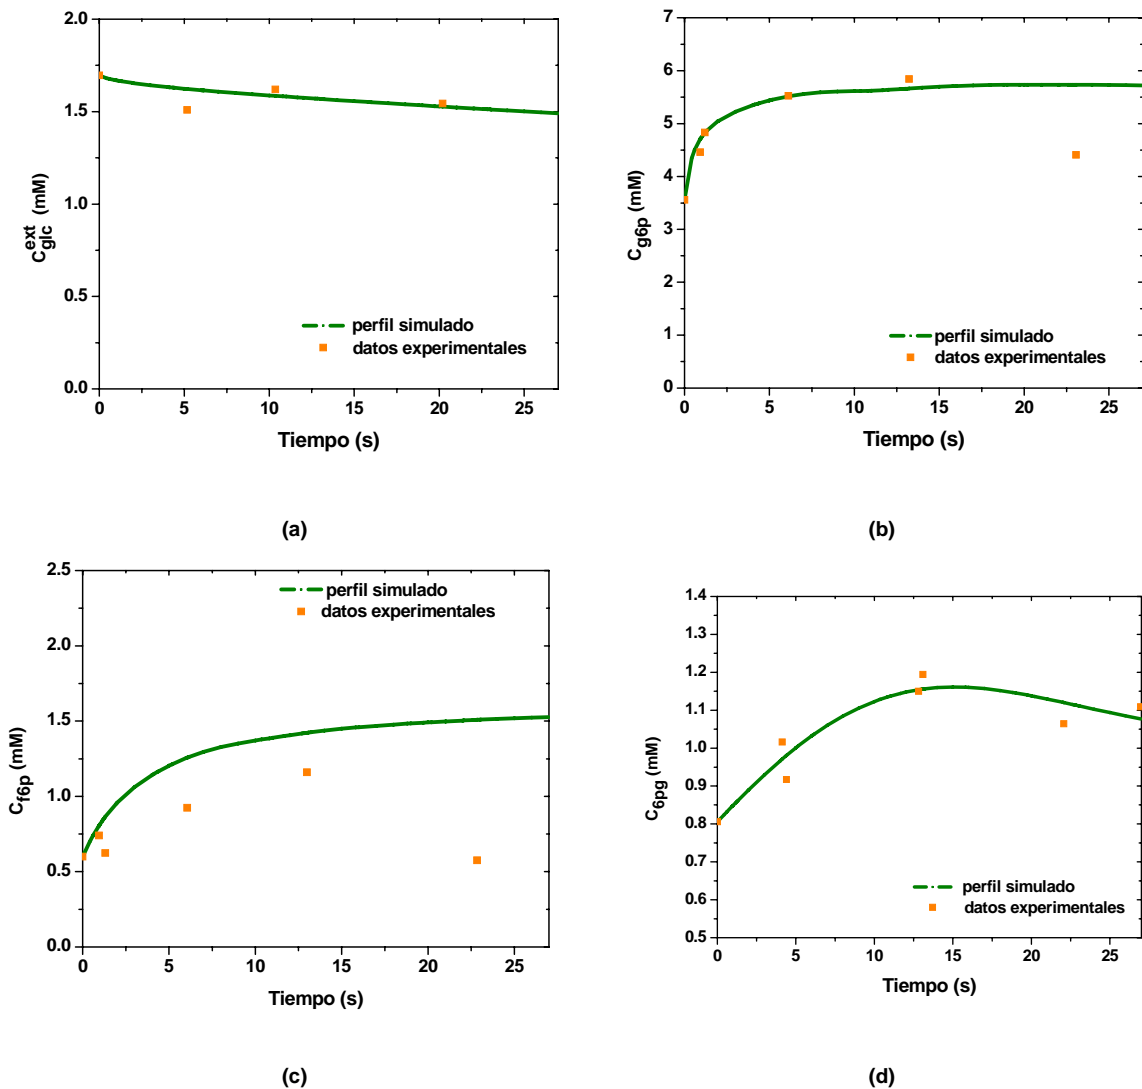 2.0
1.5
1.0
0.5
0.0
C glc ext (mM)
0 5 10 15 20 25
Tiempo (s)
perfil simulado
datos experimentales
(a)
7
6
5
4
3
2
1
0
C g6p (mM)
0 5 10 15 20 25
Tiempo (s)
perfil simulado
datos experimentales
(b)
2.5
2.0
1.5
1.0
0.5
0.0
C f6p (mM)
perfil simulado
datos experimentales
0 5 10 15 20 25
Tiempo (s)
(c)
1.4
1.3
1.2
1.1
1.0
0.9
0.8
0.7
0.6
0.5
C 6pg (mM)
perfil simulado
datos experimentales
0 5 10 15 20 25
Tiempo (s)
(d)